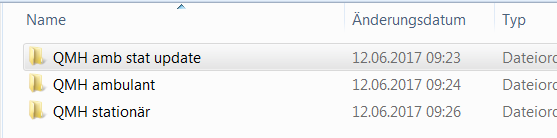 Name Änderungsdatum Typ
QMH amb stat update 12.06.2017 09:23 Dateiord
QMH ambulant 12.06.2017 09:24 Dateiord
QMH stationär 12.06.2017 09:26 Dateiord